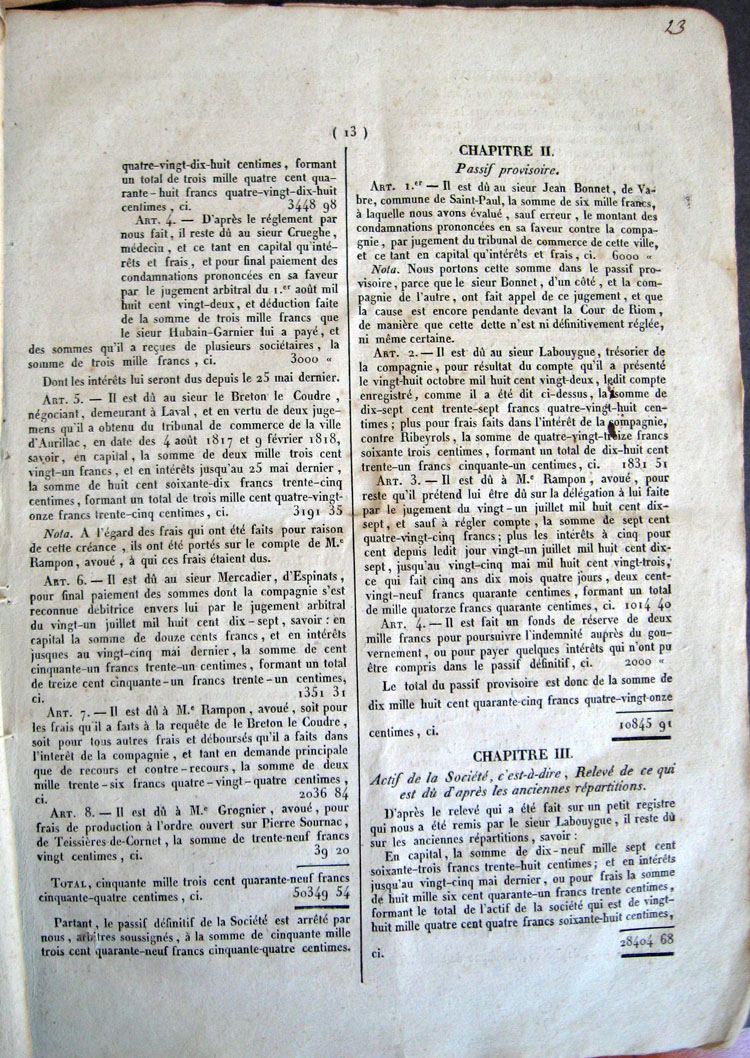 23
( 13 )
quatre-vingt-dix-huit centimes, formant
un total de trois mille quatre cent qua-
rante-huit francs quatre-vingt-dix-huit
centimes, ci. 3448 98
ART. 4. — D'après le réglement par
nous fait, il reste dû au sieur Crueghe,
médecin, et ce tant en capital qu'inté-
rêts et frais, et pour final paiement des
condamnations prononcées en sa faveur
par le jugement arbitral du 1.er août mil
huit cent vingt-deux, et déduction faite
de la somme de trois mille francs que
le sieur Hubain-Garnier lui a payé, et
des sommes qu'il a reçues de plusieurs sociétaires, la
somme de trois mille francs, ci. 3000 «
Dont les intérêts lui seront dus depuis le 25 mai dernier.
ART. 5. — Il est dû au sieur le Breton le Coudre,
négociant, demeurant à Laval, et en vertu de deux juge-
mens qu'il a obtenu du tribunal de commerce de la ville
d'Aurillac, en date des 4 août 1817 et 9 février 1818,
savoir, en capital, la somme de deux mille trois cent
vingt-un francs, et en intérêts jusqu'au 25 mai dernier,
la somme de huit cent soixante-dix francs trente-cinq
centimes, formant un total de trois mille cent quatre-vingt-
onze francs trente-cinq centimes, ci. 3191 35
Nota. A l'égard des frais qui ont été faits pour raison
de cette créance, ils ont été portés sur le compte de M.e
Rampon, avoué, à qui ces frais étaient dus.
ART. 6. — Il est dû au sieur Mercadier, d'Espinats,
pour final paiement des sommes dont la compagnie s'est
reconnue débitrice envers lui par le jugement arbitral
du vingt-un juillet mil huit cent dix-sept, savoir: en
capital la somme de douze cents francs, et en intérêts
jusques au vingt-cinq mai dernier, la somme de cent
cinquante-un francs trente-un centimes, formant un total
de treize cent cinquante-un francs trente-un centimes,
ci. 1351 31
ART. 7. — Il est dû à M.e Rampon, avoué, soit pour
les frais qu'il a faits à la requête de le Breton le Coudre,
soit pour tous autres frais et déboursés qu'il a faits dans
l'intérêt de la compagnie, et tant en demande principale
que de recours et contre-recours, la somme de deux
mille trente-six francs quatre-vingt-quatre centimes,
ci. 2036 84
ART. 8. — Il est dû à M.e Grognier, avoué, pour
frais de production à l'ordre ouvert sur Pierre Sournac,
de Teissières-de-Cornet, la somme de trente-neuf francs
vingt centimes, ci. 39 20
TOTAL, cinquante mille trois cent quarante-neuf francs
cinquante-quatre centimes, ci. 50349 54
Partant, le passif définitif de la Société est arrêté par
nous, arbitres soussignés, à la somme de cinquante mille
trois cent quarante-neuf francs cinquante-quatre centimes.
CHAPITRE II.
Passif provisoire.
ART. 1.er — Il est dû au sieur Jean Bonnet, de Va-
bre, commune de Saint-Paul, la somme de six mille francs,
à laquelle nous avons évalué, sauf erreur, le montant des
condamnations prononcées en sa faveur contre la compa-
gnie, par jugement du tribunal de commerce de cette ville,
et ce tant en capital qu'intérêts et frais, ci. 6000 «
Nota. Nous portons cette somme dans le passif pro-
visoire, parce que le sieur Bonnet, d'un côté, et la com-
pagnie de l'autre, ont fait appel de ce jugement, et que
la cause est encore pendante devant la Cour de Riom,
de manière que cette dette n'est ni définitivement réglée,
ni même certaine.
ART. 2. — Il est dû au sieur Labouygue, trésorier de
la compagnie, pour résultat du compte qu'il a présenté
le vingt-huit octobre mil huit cent vingt-deux, ledit compte
enregistré, comme il a été dit ci-dessus, la somme de
dix-sept cent trente-sept francs quatre-vingt-huit cen-
times; plus pour frais faits dans l'intérêt de la compagnie,
contre Ribeyrols, la somme de quatre-vingt-treize francs
soixante trois centimes, formant un total de dix-huit cent
trente-un francs cinquante-un centimes, ci. 1831 51
ART. 3. — Il est dû à M.e Rampon, avoué, pour
reste qu'il prétend lui être dû sur la délégation à lui faite
par le jugement du vingt-un juillet mil huit cent dix-
sept, et sauf à régler compte, la somme de sept cent
quatre-vingt-cinq francs; plus les intérêts à cinq pour
cent depuis ledit jour vingt-un juillet mil huit cent dix-
sept, jusqu'au vingt-cinq mai mil huit cent vingt-trois,
ce qui fait cinq ans dix mois quatre jours, deux cent-
vingt-neuf francs quarante centimes, formant un total
de mille quatorze francs quarante centimes, ci. 1014 40
ART. 4. — Il est fait un fonds de réserve de deux
mille francs pour poursuivre l'indemnité auprès du gou-
vernement, ou pour payer quelques intérêts qui n'ont pu
être compris dans le passif définitif, ci. 2000 «
Le total du passif provisoire est donc de la somme de
dix mille huit cent quarante-cinq francs quatre-vingt-onze
centimes, ci. 10845 91
CHAPITRE III.
Actif de la Société, c'est-à-dire, Relevé de ce qui
est dû d'après les anciennes répartitions.
D'après le relevé qui a été fait sur un petit registre
qui nous a été remis par le sieur Labouygue, il reste dû
sur les anciennes répartitions, savoir:
En capital, la somme de dix-neuf mille sept cent
soixante-trois francs trente-huit centimes; et en intérêts
jusqu'au vingt-cinq mai dernier, ou pour frais la somme
de huit mille six cent quarante-un francs trente centimes,
formant le total de l'actif de la société qui est de vingt-
huit mille quatre cent quatre francs soixante-huit centimes,
ci. 28404 68